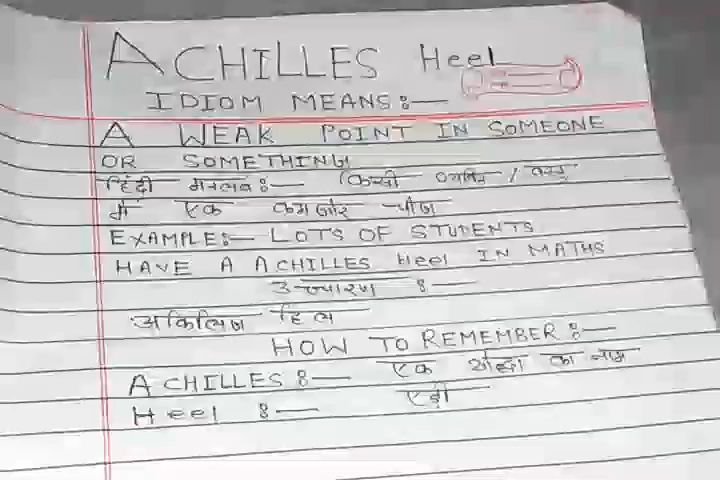 ACHILLES Heel
IDIOM MEANS:—
A WEAK POINT IN SOMEONE
OR SOMETHING
हिंदी मतलब:— किसी व्यक्ति / वस्तु
में एक कमजोर चीज
EXAMPLE:— LOTS OF STUDENTS
HAVE A ACHILLES Heel IN MATHS
उच्चारण :—
अकिलिज हिल
HOW TO REMEMBER:—
ACHILLES:— एक योद्धा का नाम
Heel :— एड़ी